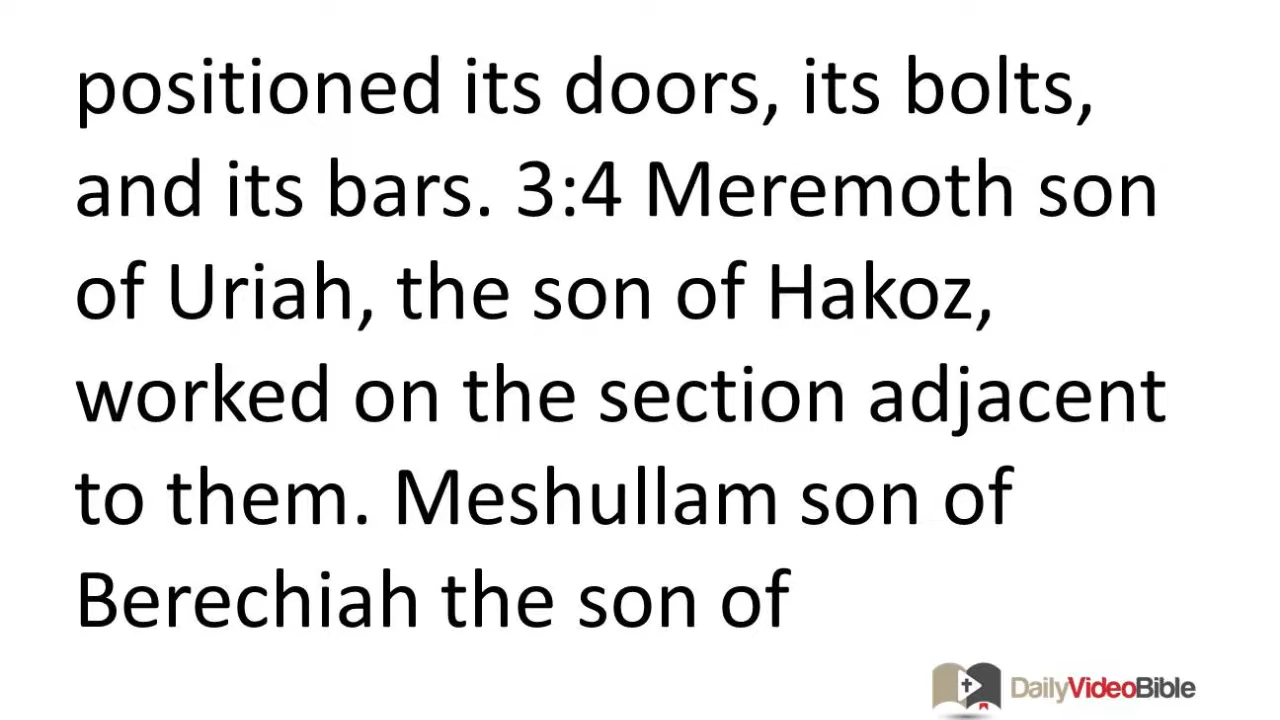 positioned its doors, its bolts,
and its bars. 3:4 Meremoth son
of Uriah, the son of Hakoz,
worked on the section adjacent
to them. Meshullam son of
Berechiah the son of
DailyVideoBible